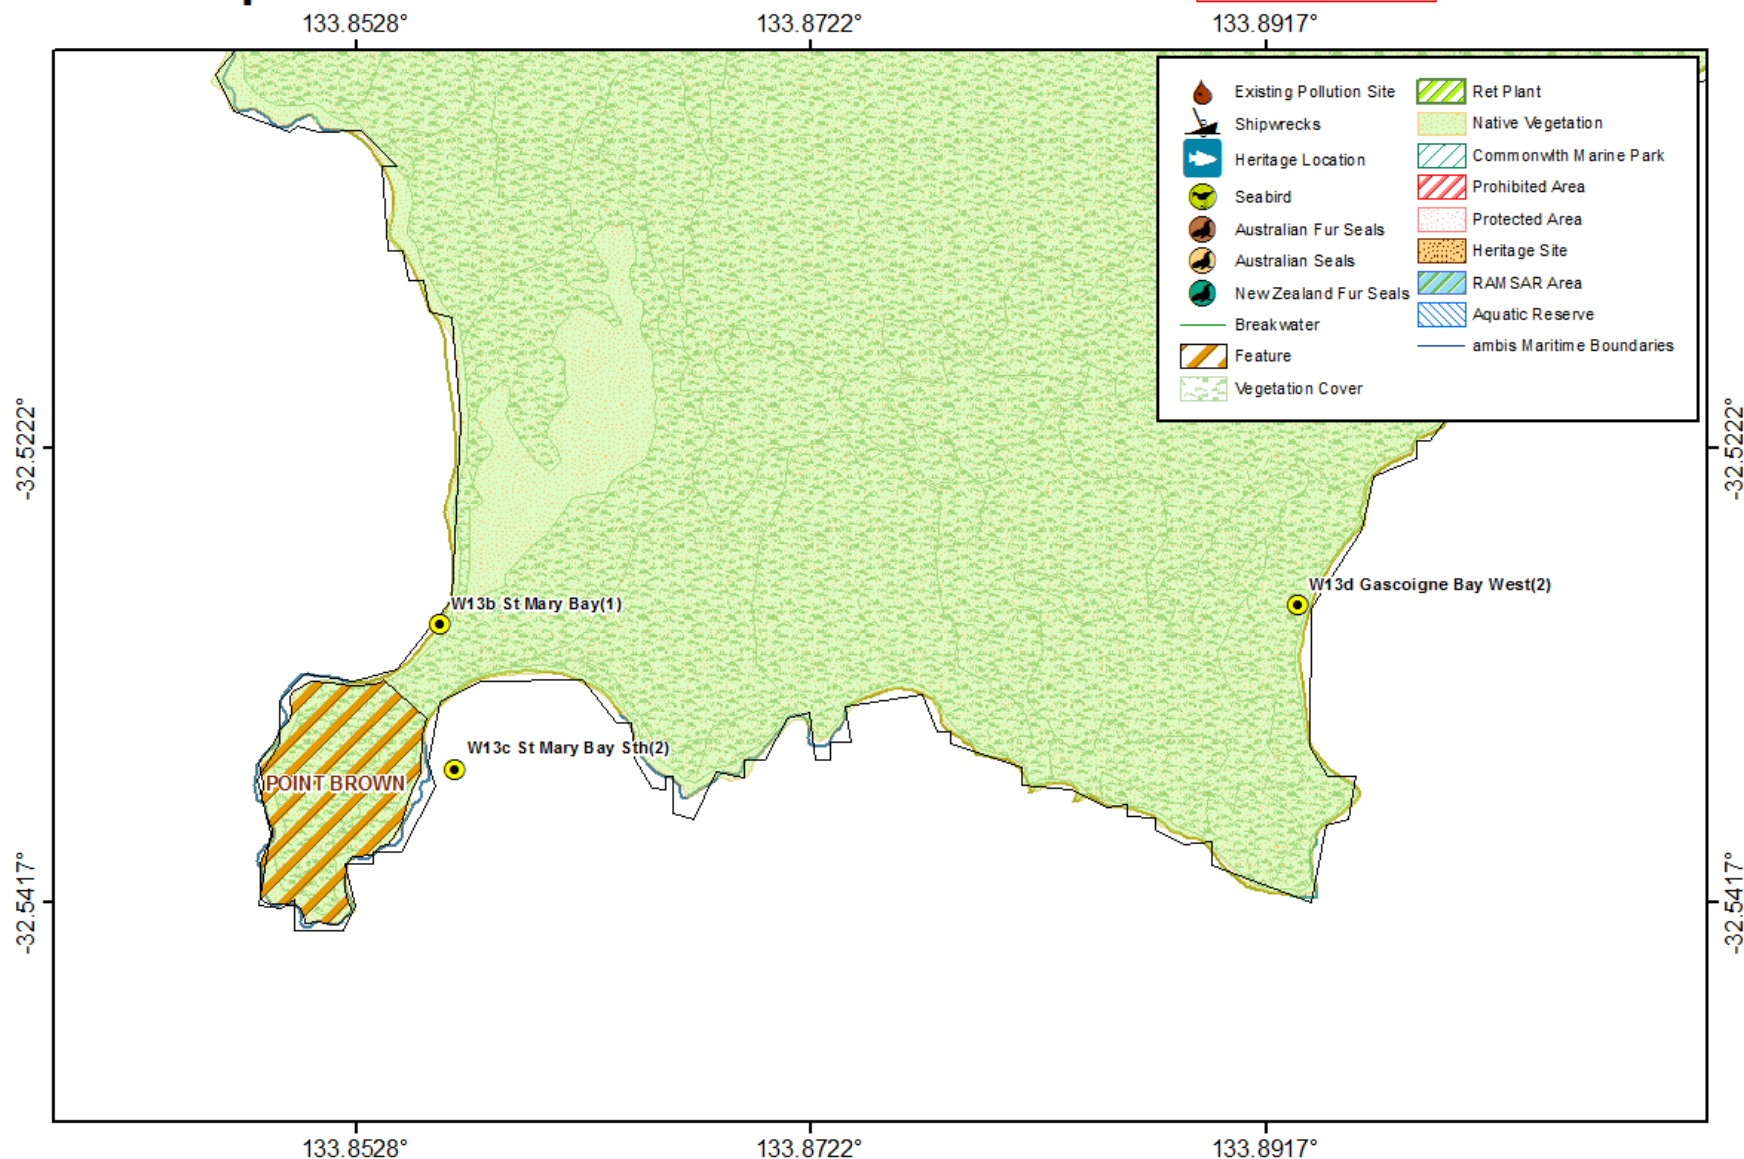 133.8528° 133.8722° 133.8917°
Existing Pollution Site
Shipwrecks
Heritage Location
Seabird
Australian Fur Seals
Australian Seals
New Zealand Fur Seals
Breakwater
Feature
Vegetation Cover
Ret Plant
Native Vegetation
Commonwlth Marine Park
Prohibited Area
Protected Area
Heritage Site
RAMSAR Area
Aquatic Reserve
ambis Maritime Boundaries
-32.5222° -32.5222°
W13d Gascoigne Bay West(2)
W13b St Mary Bay(1)
W13c St Mary Bay Sth(2)
POINT BROWN
-32.5417° -32.5417°
133.8528° 133.8722° 133.8917°